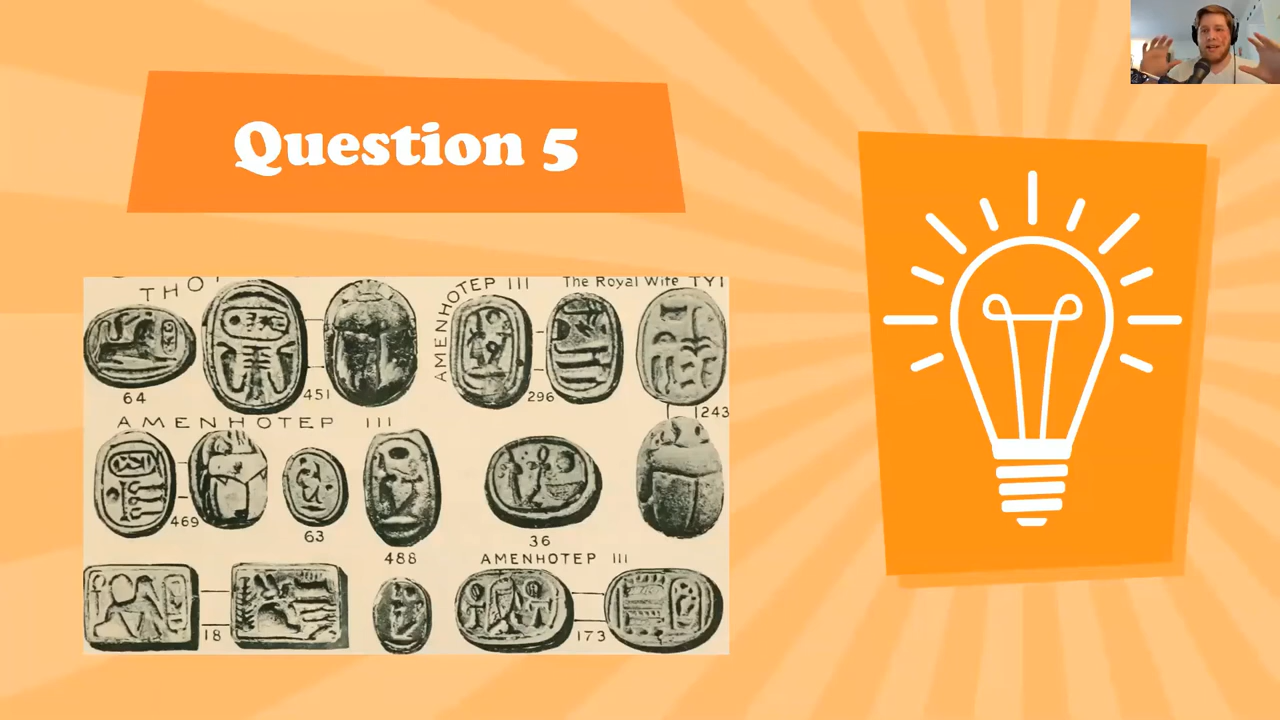 Question 5
THO
AMENHOTEP III
The Royal Wife TYI
64
451
296
1243
AMENHOTEP III
469
63
488
36
AMENHOTEP III
18
173